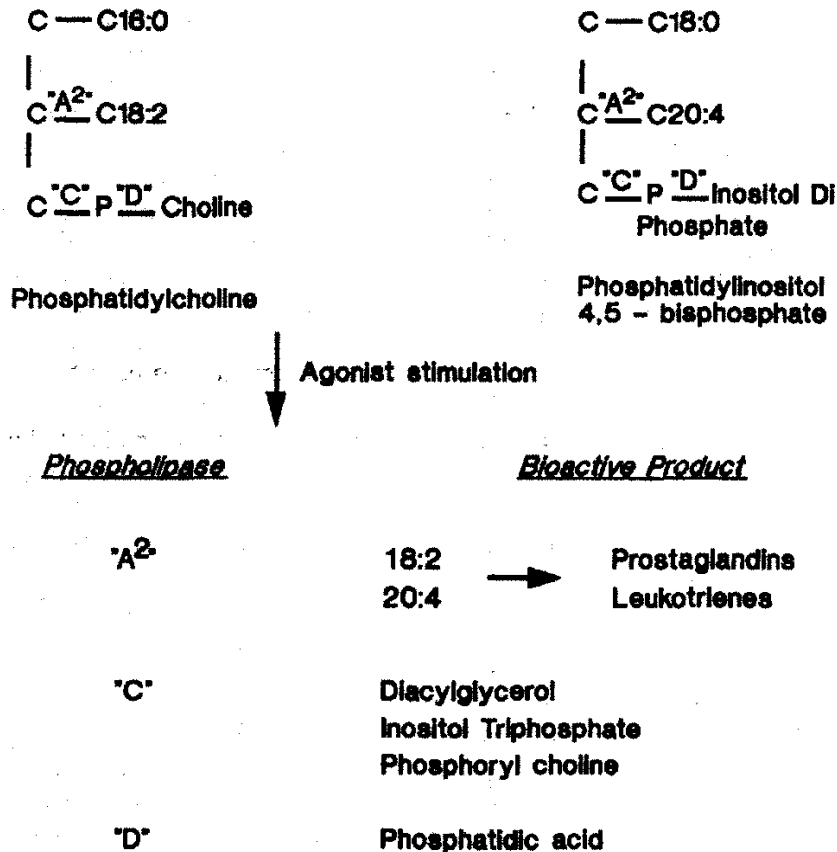 C — C16:0
C — C18:0
C "A²" C18:2
C "A²" C20:4
C "C" P "D" Choline
C "C" P "D" Inositol Di
Phosphate
Phosphatidylcholine
Phosphatidylinositol
4,5 - bisphosphate
Agonist stimulation
Phospholipase
Bioactive Product
"A²"
18:2
20:4
Prostaglandins
Leukotrienes
"C"
Diacylglycerol
Inositol Triphosphate
Phosphoryl choline
"D"
Phosphatidic acid